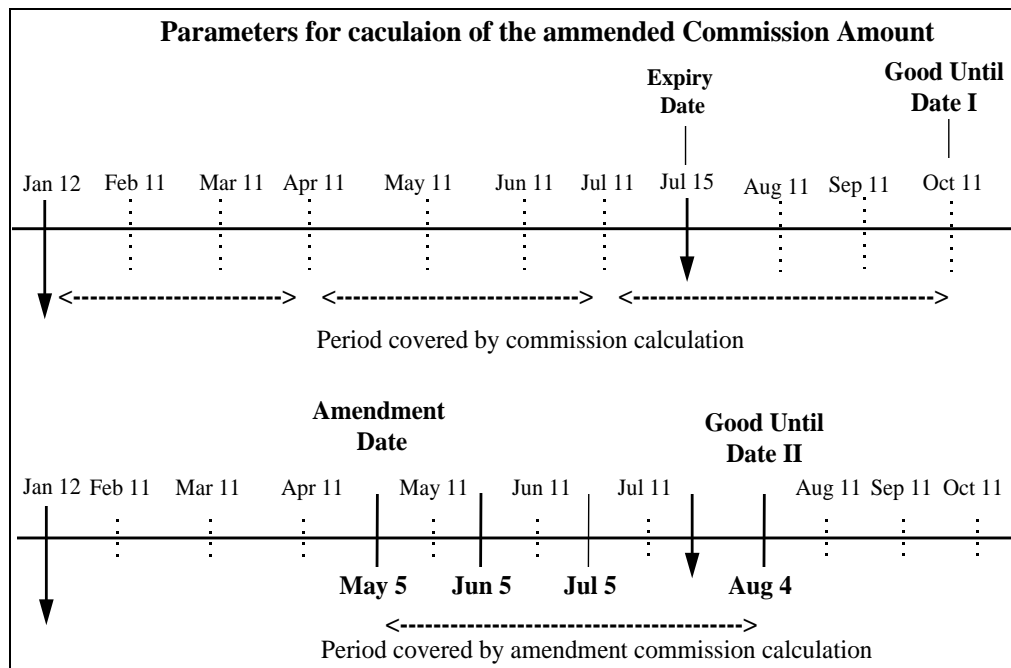 Parameters for caculaion of the ammended Commission Amount
Expiry
Date
Good Until
Date I
Jan 12 Feb 11 Mar 11 Apr 11 May 11 Jun 11 Jul 11 Jul 15 Aug 11 Sep 11 Oct 11
Period covered by commission calculation
Amendment
Date
Good Until
Date II
Jan 12 Feb 11 Mar 11 Apr 11 May 11 Jun 11 Jul 11 Aug 11 Sep 11 Oct 11
May 5 Jun 5 Jul 5 Aug 4
Period covered by amendment commission calculation